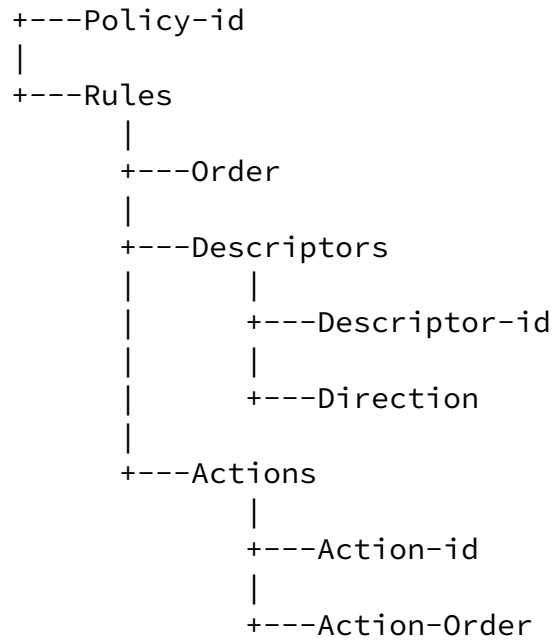 +---Policy-id
|
+---Rules
        |
        +---Order
        |
        +---Descriptors
        |       |
        |       +---Descriptor-id
        |       |
        |       +---Direction
        |
        +---Actions
                |
                +---Action-id
                |
                +---Action-Order